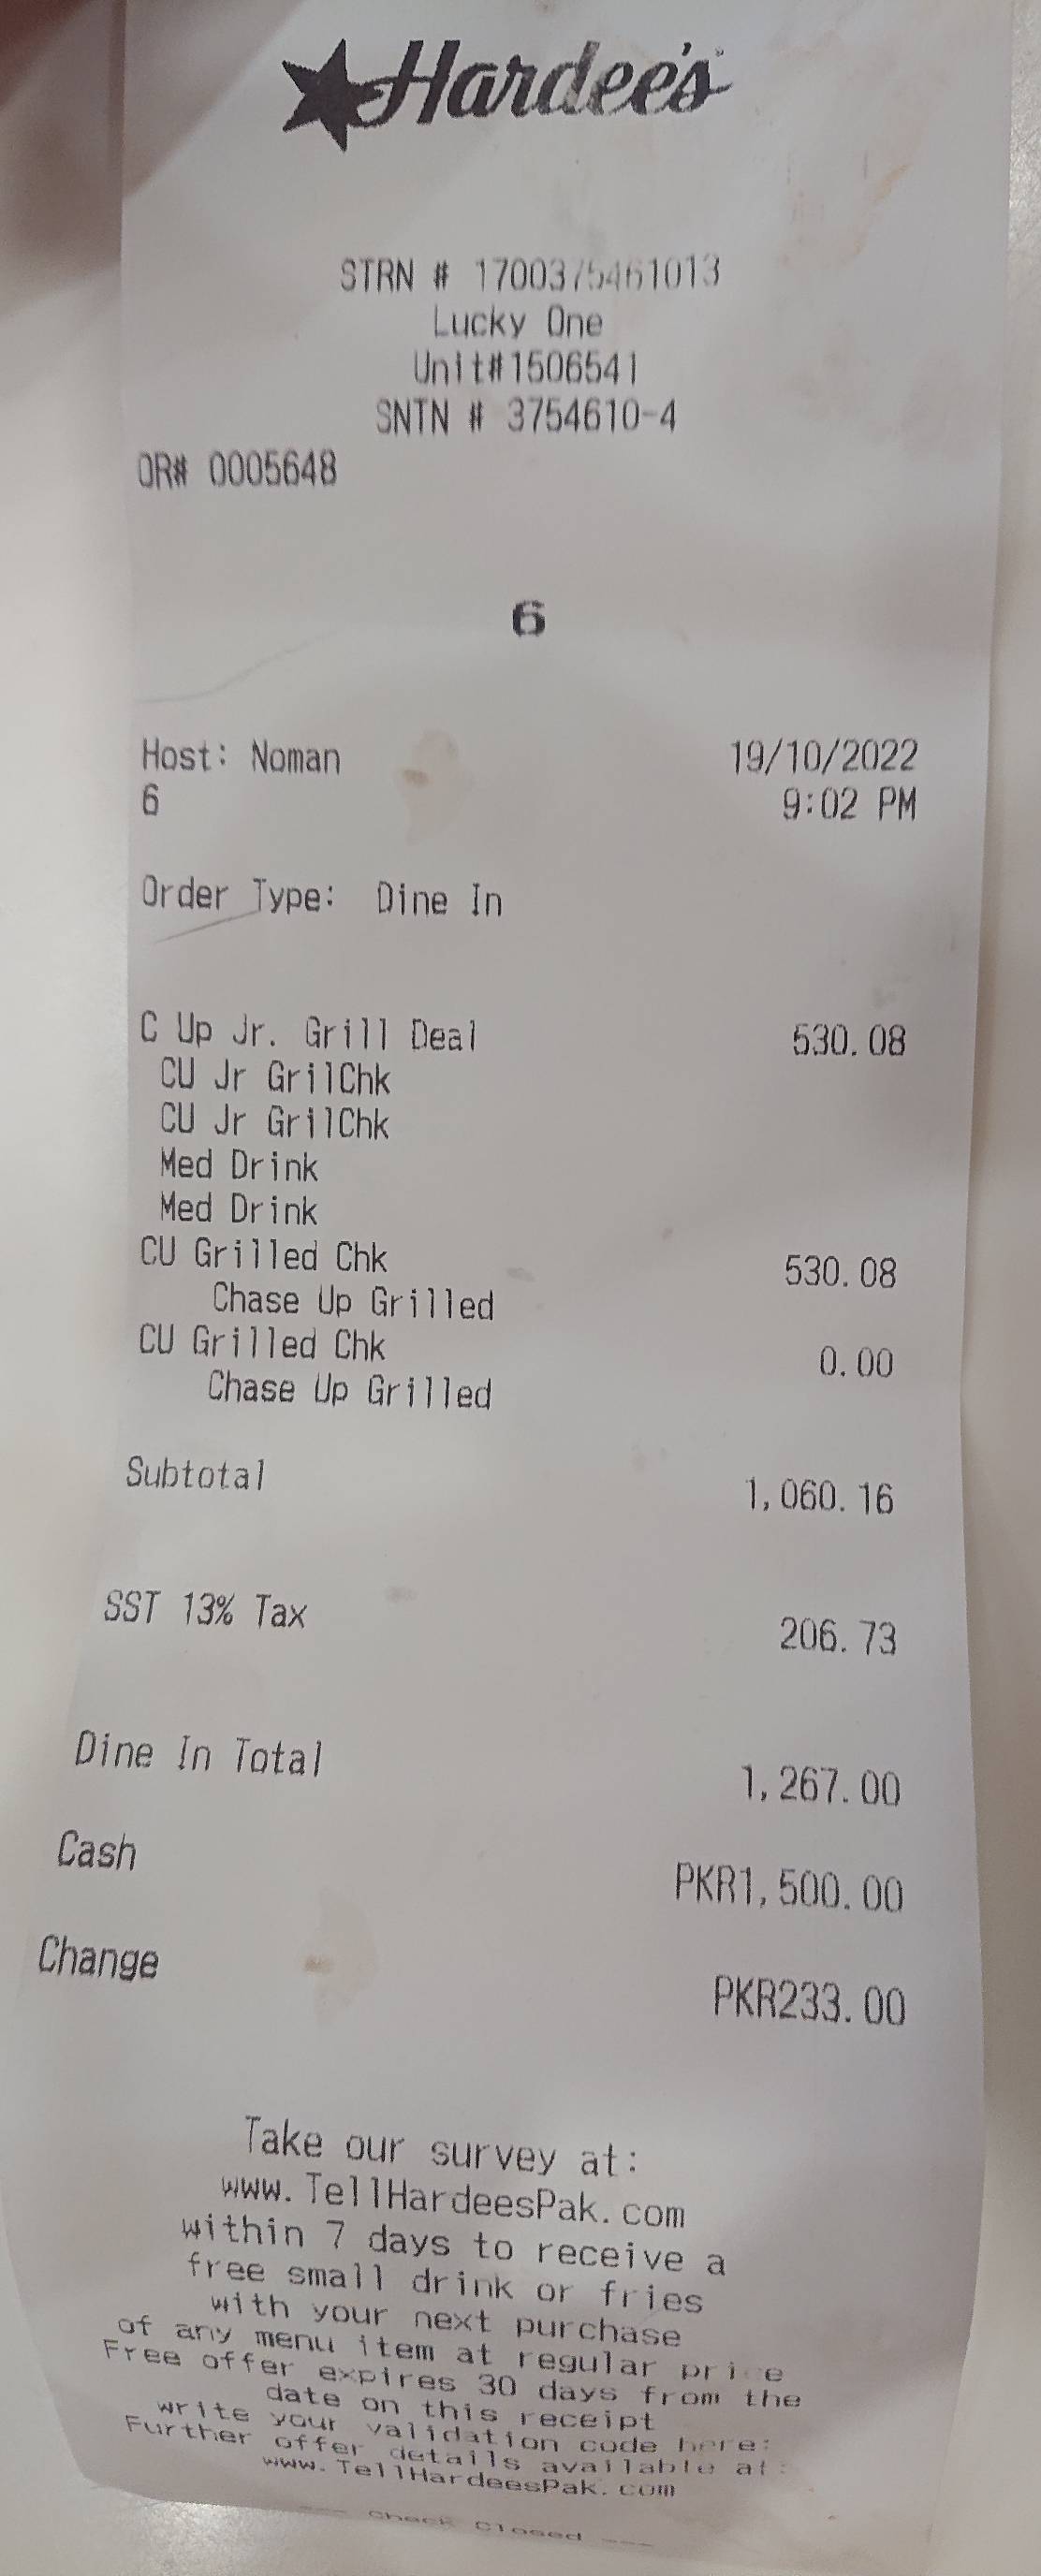 Hardee's
STRN # 1700375461013
Lucky One
Unit#1506541
SNTN # 3754610-4
OR# 0005648
6
Host: Noman 19/10/2022
6 9:02 PM
Order Type: Dine In
C Up Jr. Grill Deal 530.08
CU Jr GrilChk
CU Jr GrilChk
Med Drink
Med Drink
CU Grilled Chk 530.08
Chase Up Grilled
CU Grilled Chk 0.00
Chase Up Grilled
Subtotal 1,060.16
SST 13% Tax 206.73
Dine In Total 1,267.00
Cash PKR1,500.00
Change PKR233.00
Take our survey at:
www.TellHardeesPak.com
within 7 days to receive a
free small drink or fries
with your next purchase
of any menu item at regular price
Free offer expires 30 days from the
date on this receipt
write your validation code here:
Further offer details available at:
www.TellHardeesPak.com
--- Check Closed ---